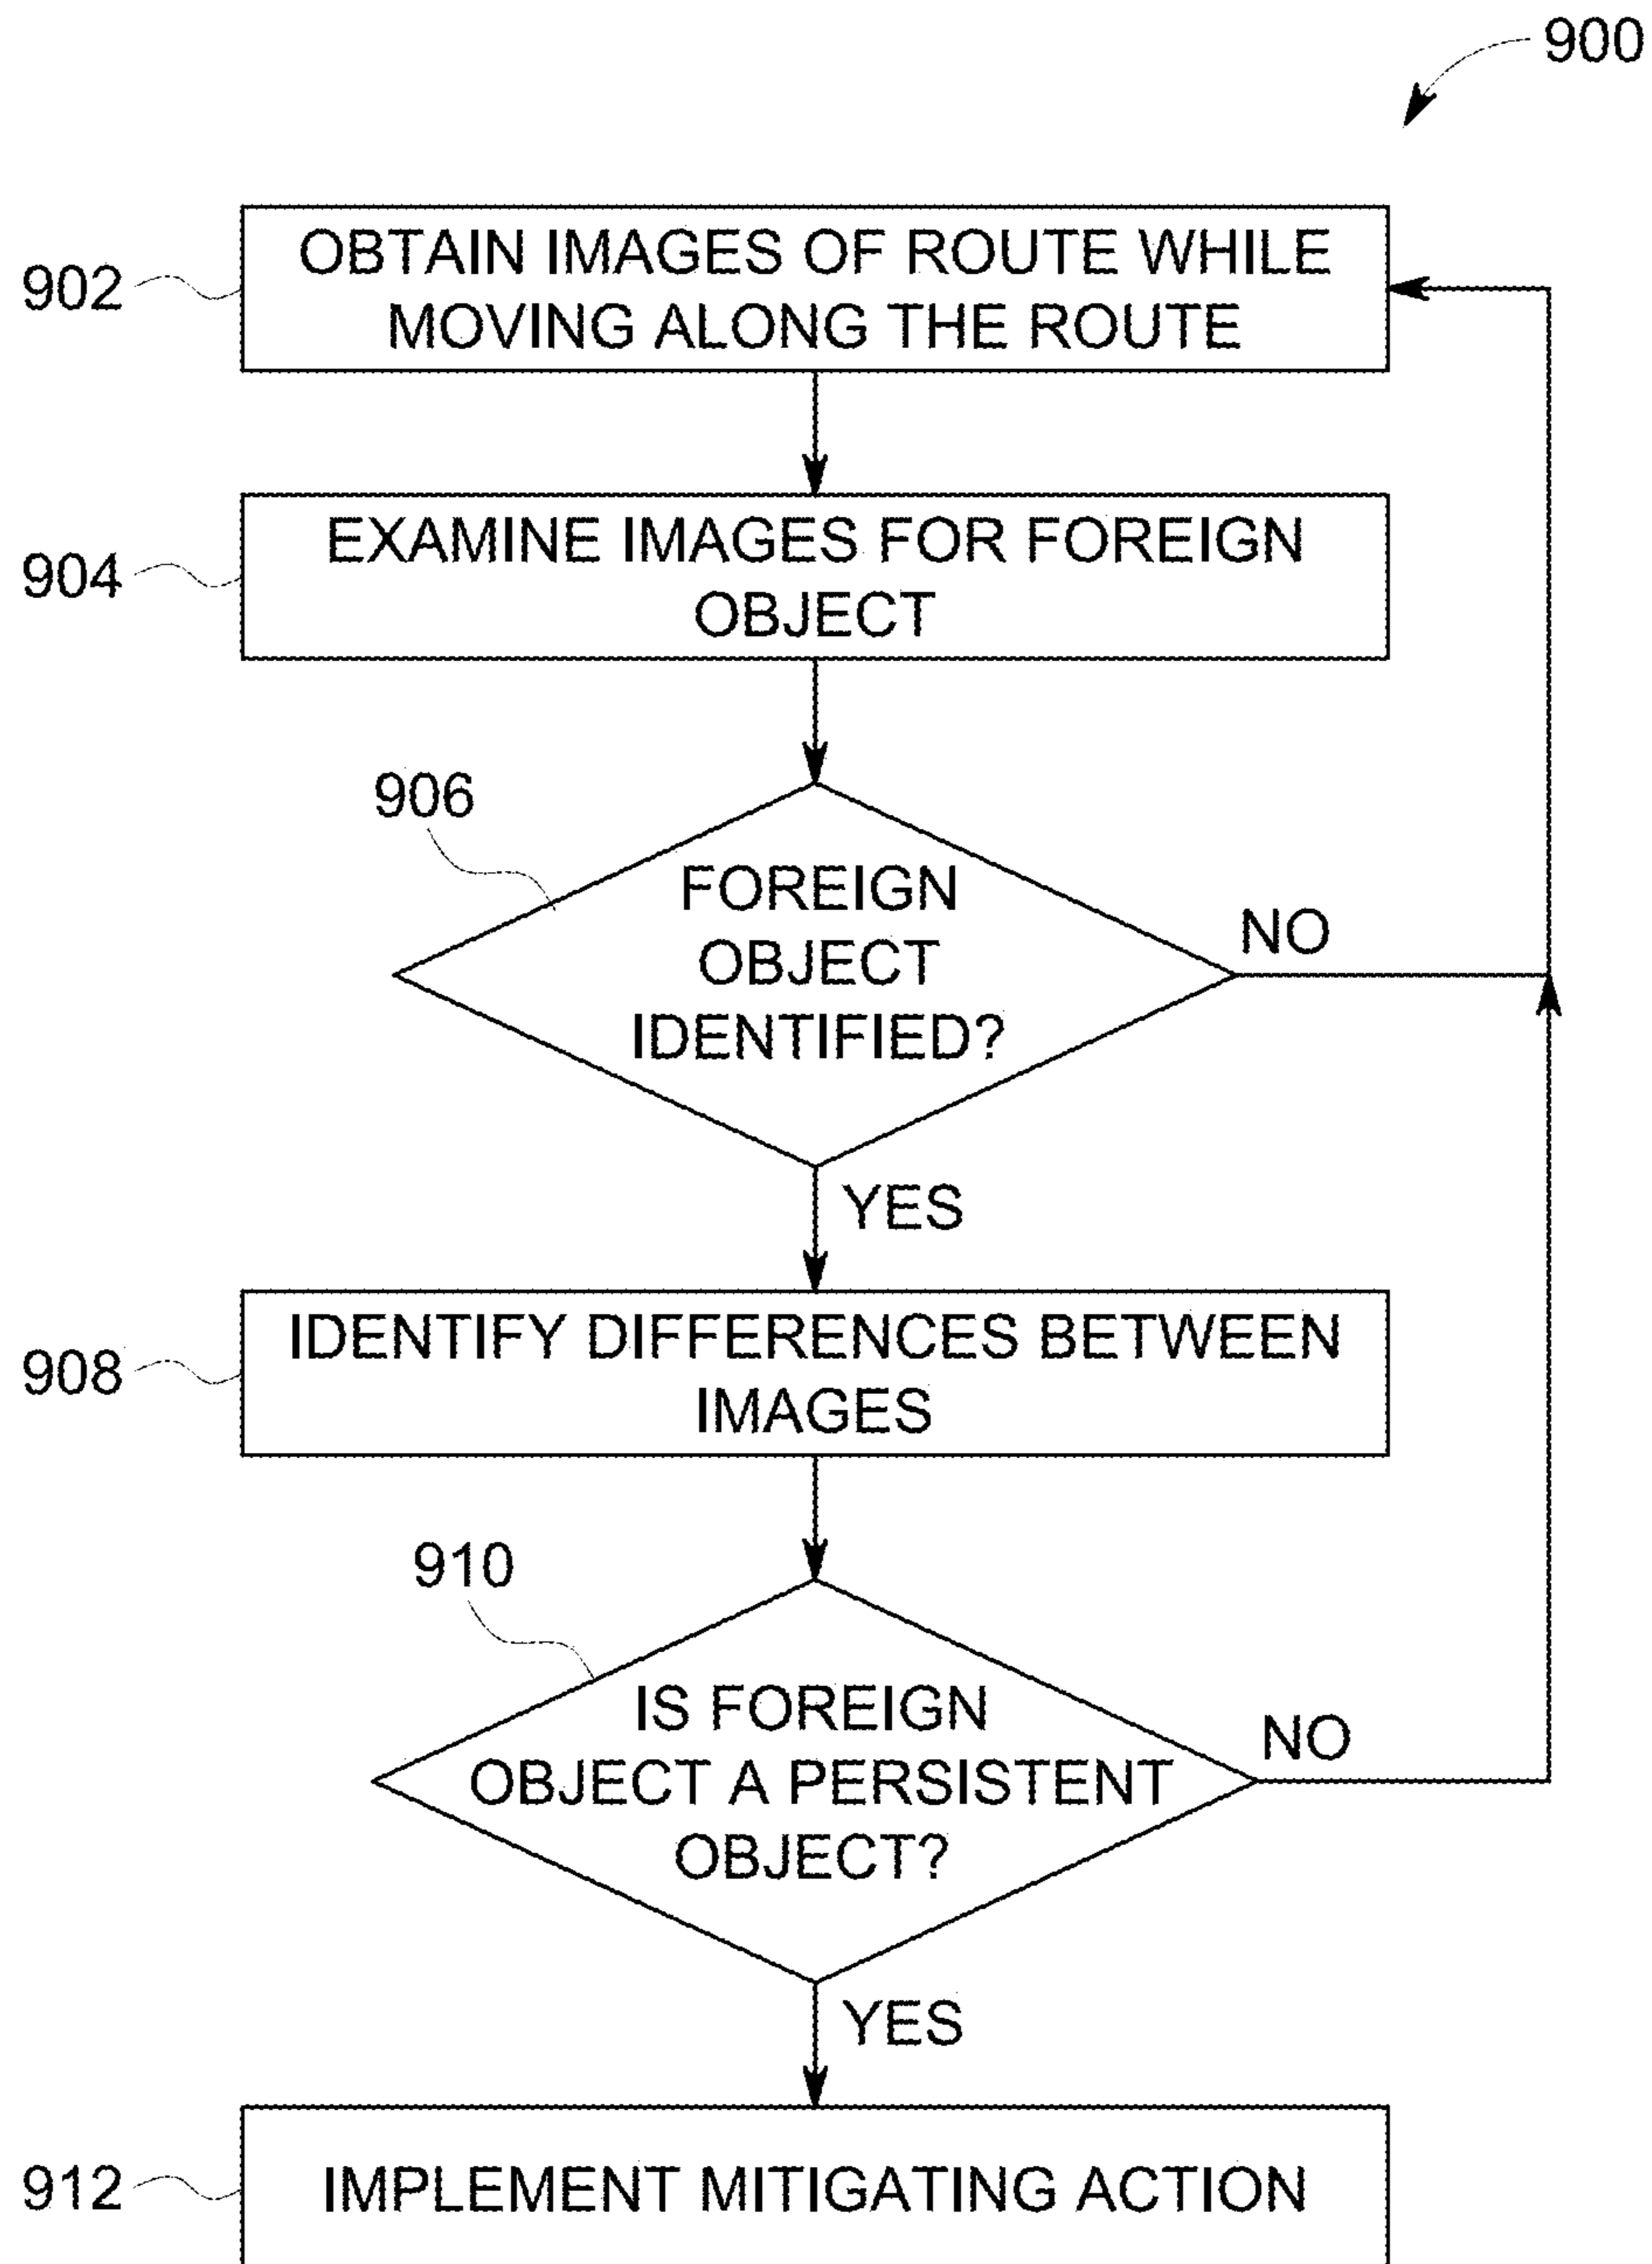 900
902
OBTAIN IMAGES OF ROUTE WHILE
MOVING ALONG THE ROUTE
904
EXAMINE IMAGES FOR FOREIGN
OBJECT
906
FOREIGN
OBJECT
IDENTIFIED?
NO
YES
908
IDENTIFY DIFFERENCES BETWEEN
IMAGES
910
IS FOREIGN
OBJECT A PERSISTENT
OBJECT?
NO
YES
912
IMPLEMENT MITIGATING ACTION